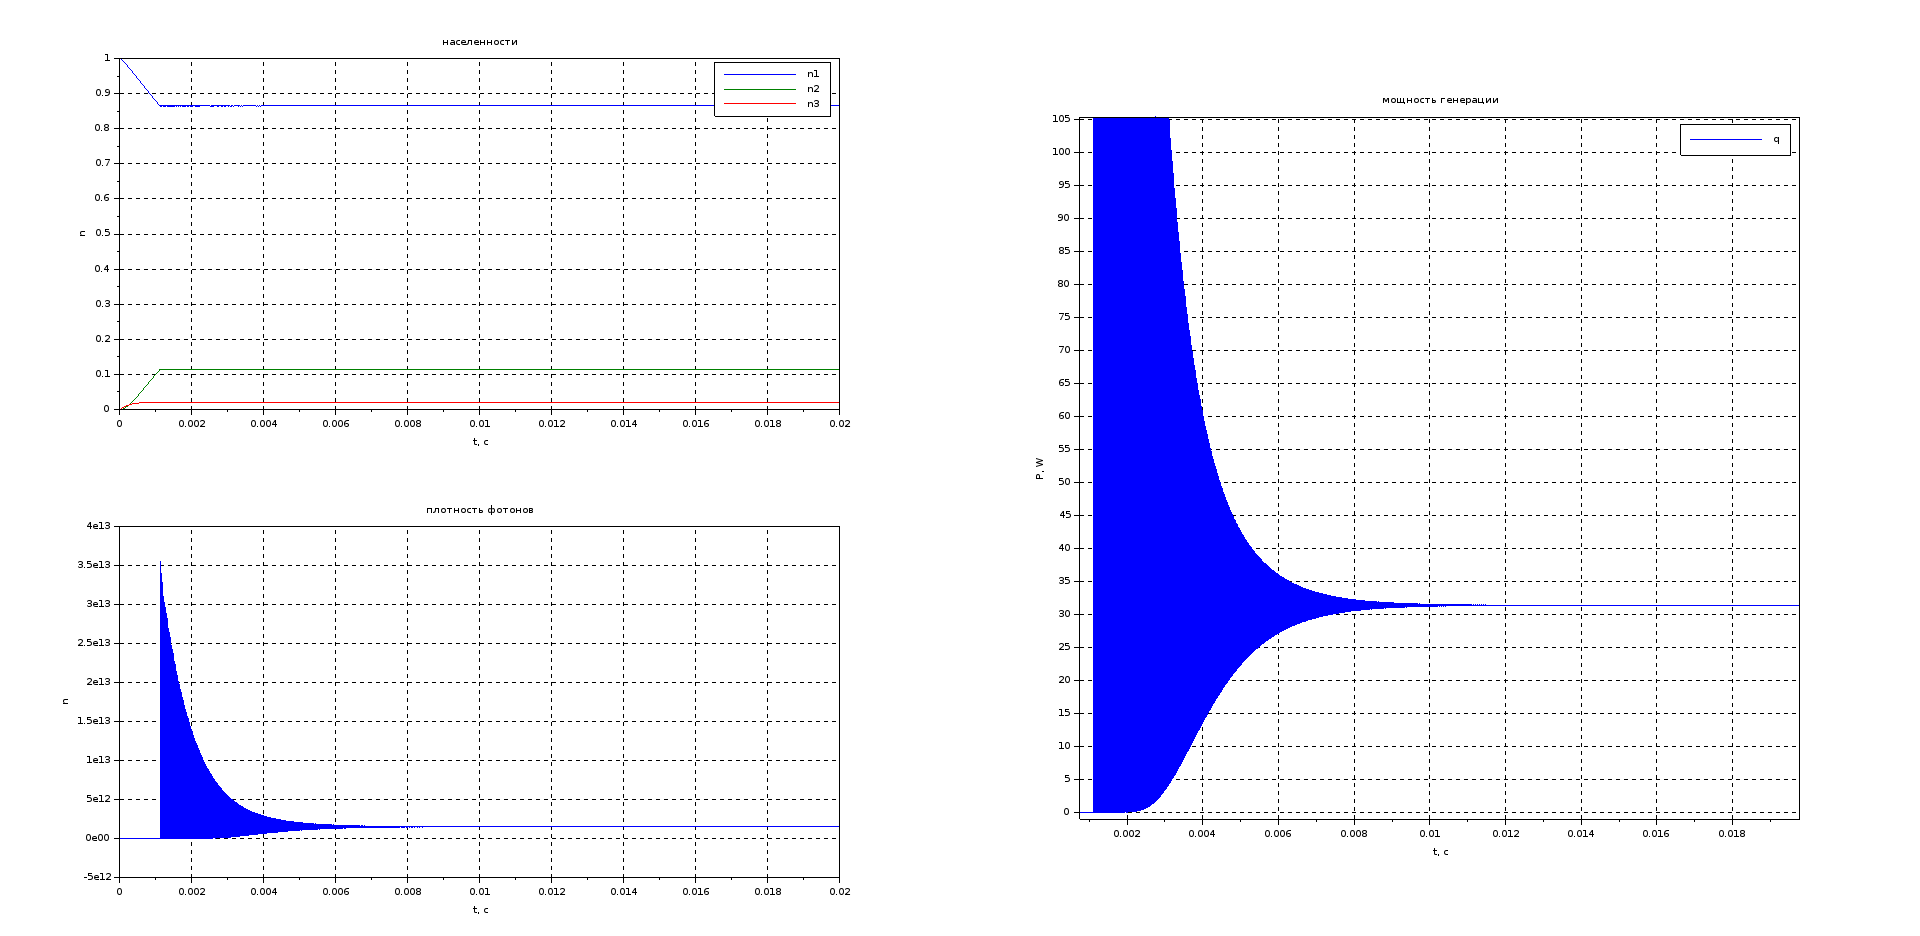 населенности
1
0.9
0.8
0.7
0.6
0.5
0.4
0.3
0.2
0.1
0
n
n1
n2
n3
0 0.002 0.004 0.006 0.008 0.01 0.012 0.014 0.016 0.018 0.02
t, c
плотность фотонов
4e13
3.5e13
3e13
2.5e13
2e13
1.5e13
1e13
5e12
0e00
-5e12
n
0 0.002 0.004 0.006 0.008 0.01 0.012 0.014 0.016 0.018 0.02
t, c
мощность генерации
105
100
95
90
85
80
75
70
65
60
55
50
45
40
35
30
25
20
15
10
5
0
P, W
q
0.002 0.004 0.006 0.008 0.01 0.012 0.014 0.016 0.018
t, c